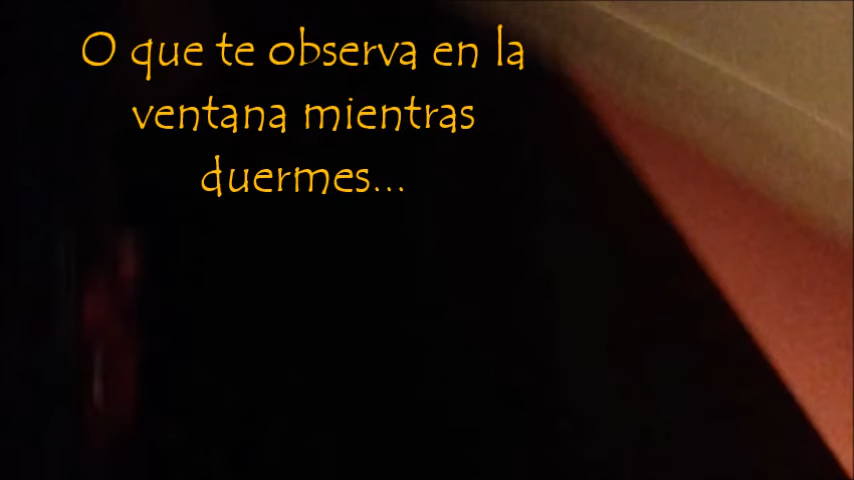 O que te observa en la
ventana mientras
duermes...